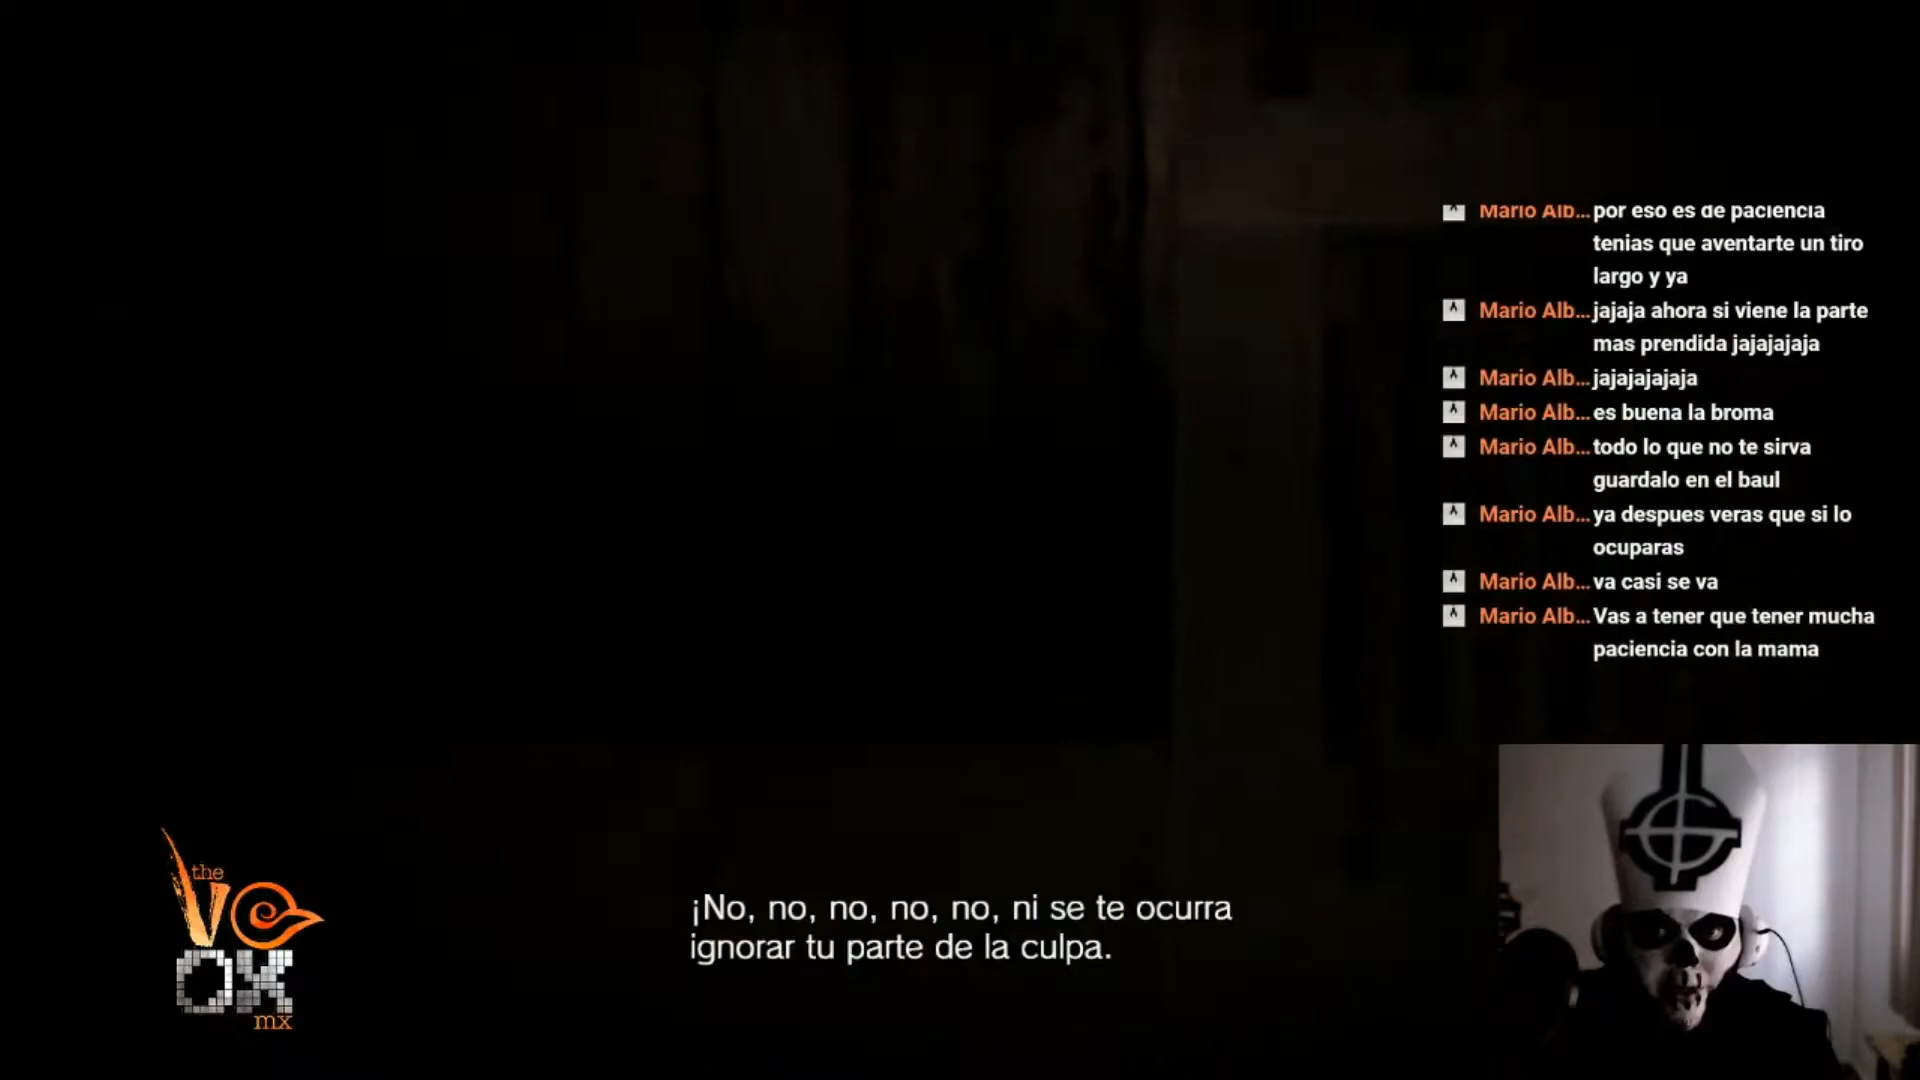 Mario Alb... por eso es de paciencia
tenias que aventarte un tiro
largo y ya
Mario Alb... jajaja ahora si viene la parte
mas prendida jajajajaja
Mario Alb... jajajajajaja
Mario Alb... es buena la broma
Mario Alb... todo lo que no te sirva
guardalo en el baul
Mario Alb... ya despues veras que si lo
ocuparas
Mario Alb... va casi se va
Mario Alb... Vas a tener que tener mucha
paciencia con la mama
the
VO
OX
mx
¡No, no, no, no, no, ni se te ocurra
ignorar tu parte de la culpa.